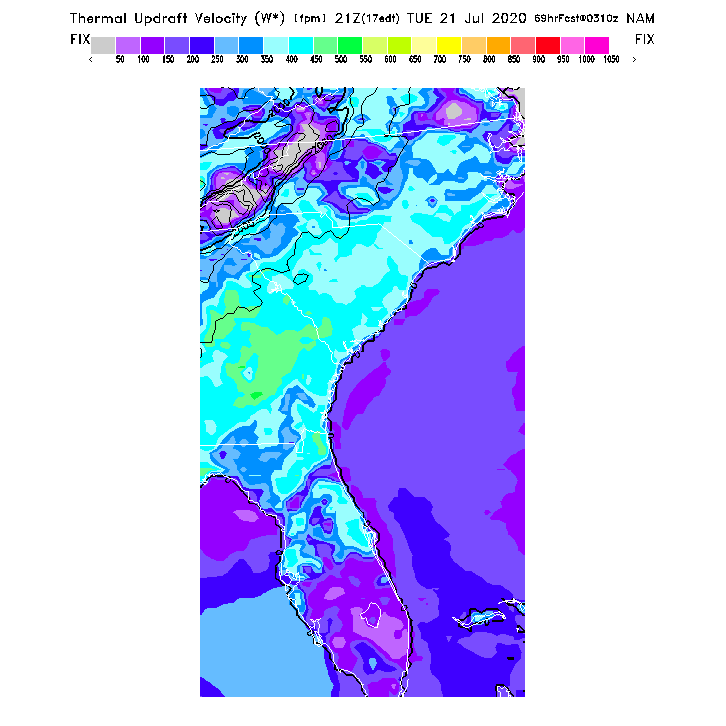 Thermal Updraft Velocity (W*) [fpm] 21Z(17edt) TUE 21 Jul 2020 69hrFcst@0310z NAM
FIX FIX
< 50 100 150 200 250 300 350 400 450 500 550 600 650 700 750 800 850 900 950 1000 1050 >